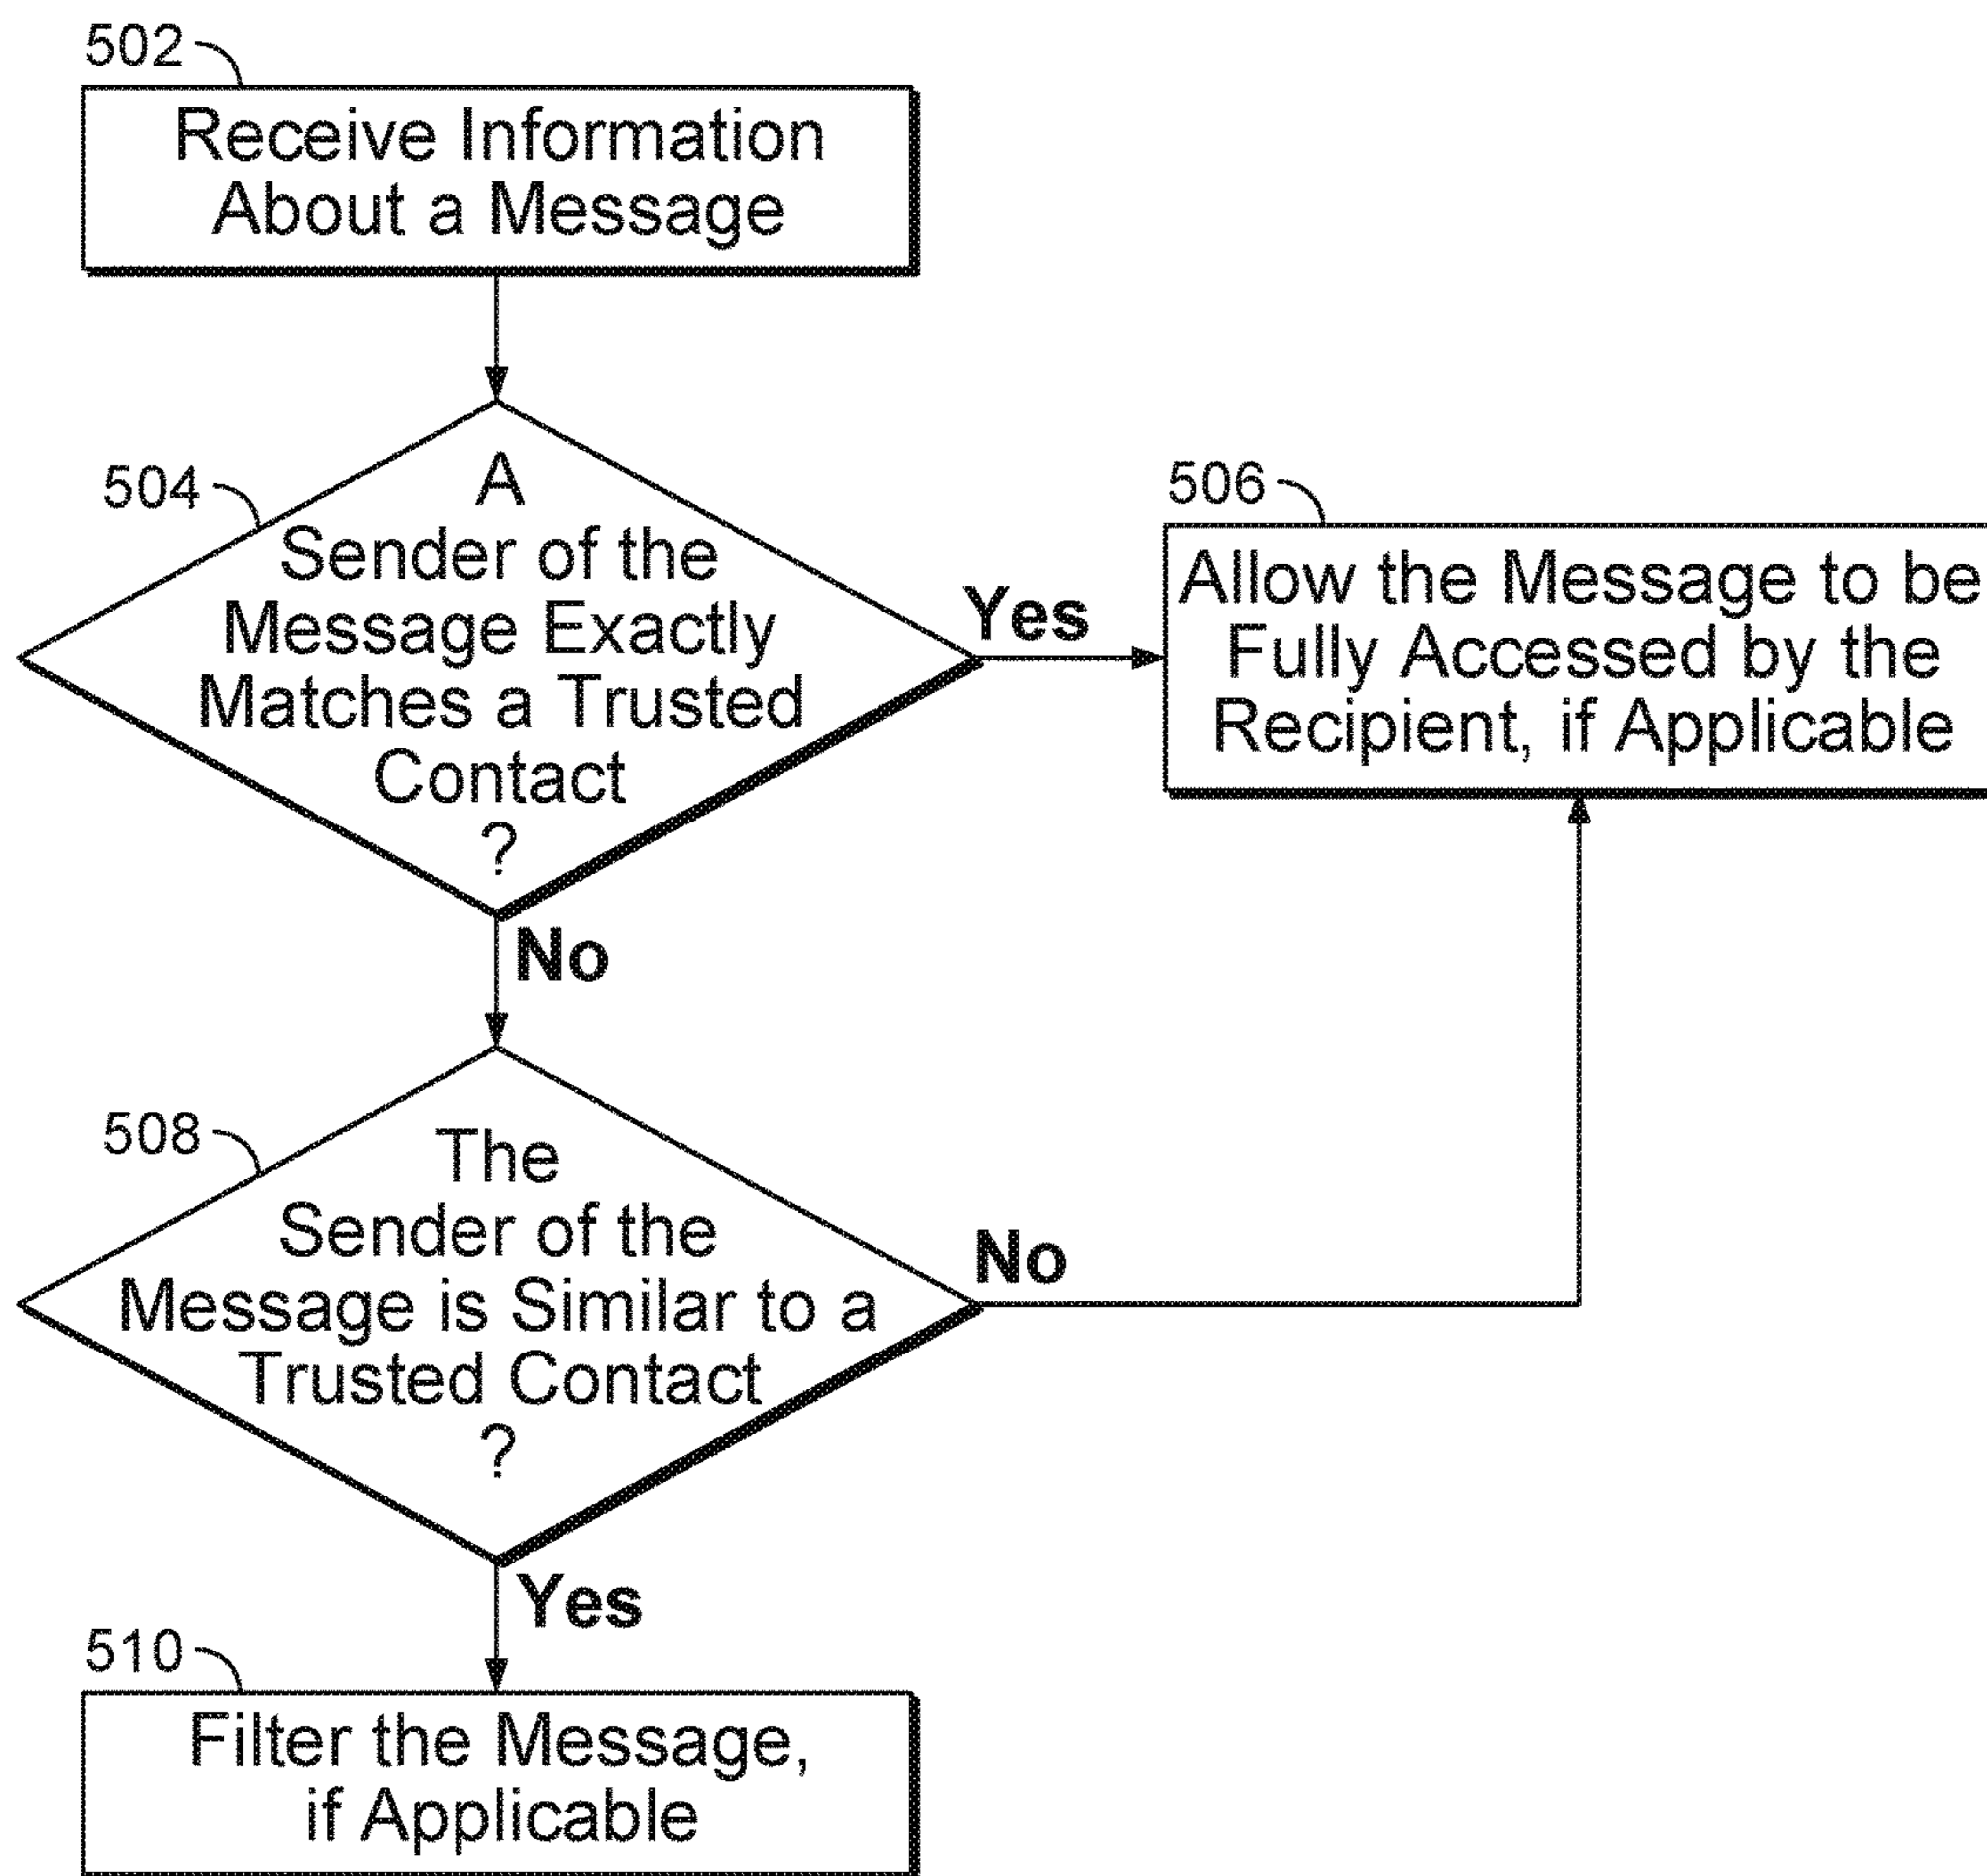 502
Receive Information
About a Message
504
A
Sender of the
Message Exactly
Matches a Trusted
Contact
?
Yes
506
Allow the Message to be
Fully Accessed by the
Recipient, if Applicable
No
508
The
Sender of the
Message is Similar to a
Trusted Contact
?
No
Yes
510
Filter the Message,
if Applicable